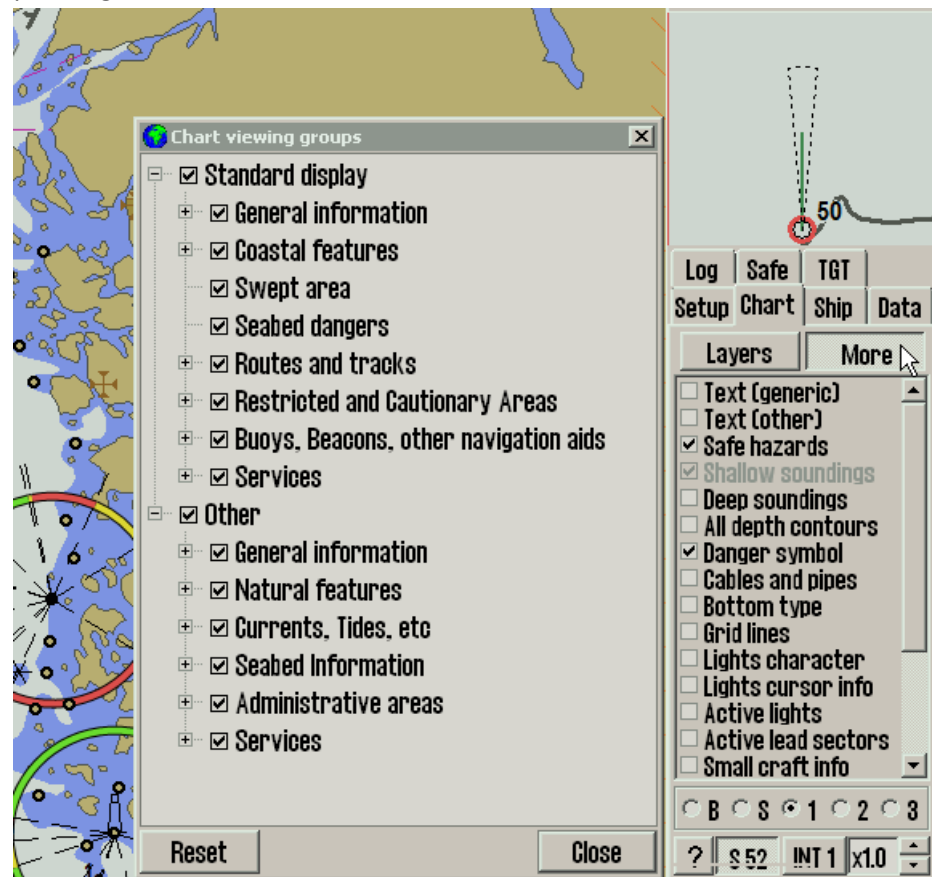 Chart viewing groups
Standard display
General information
Coastal features
Swept area
Seabed dangers
Routes and tracks
Restricted and Cautionary Areas
Buoys, Beacons, other navigation aids
Services
Other
General information
Natural features
Currents, Tides, etc
Seabed Information
Administrative areas
Services
Reset Close
50
Log Safe TGT
Setup Chart Ship Data
Layers More
Text (generic)
Text (other)
Safe hazards
Shallow soundings
Deep soundings
All depth contours
Danger symbol
Cables and pipes
Bottom type
Grid lines
Lights character
Lights cursor info
Active lights
Active lead sectors
Small craft info
B S 1 2 3
? S 52 INT 1 x1.0